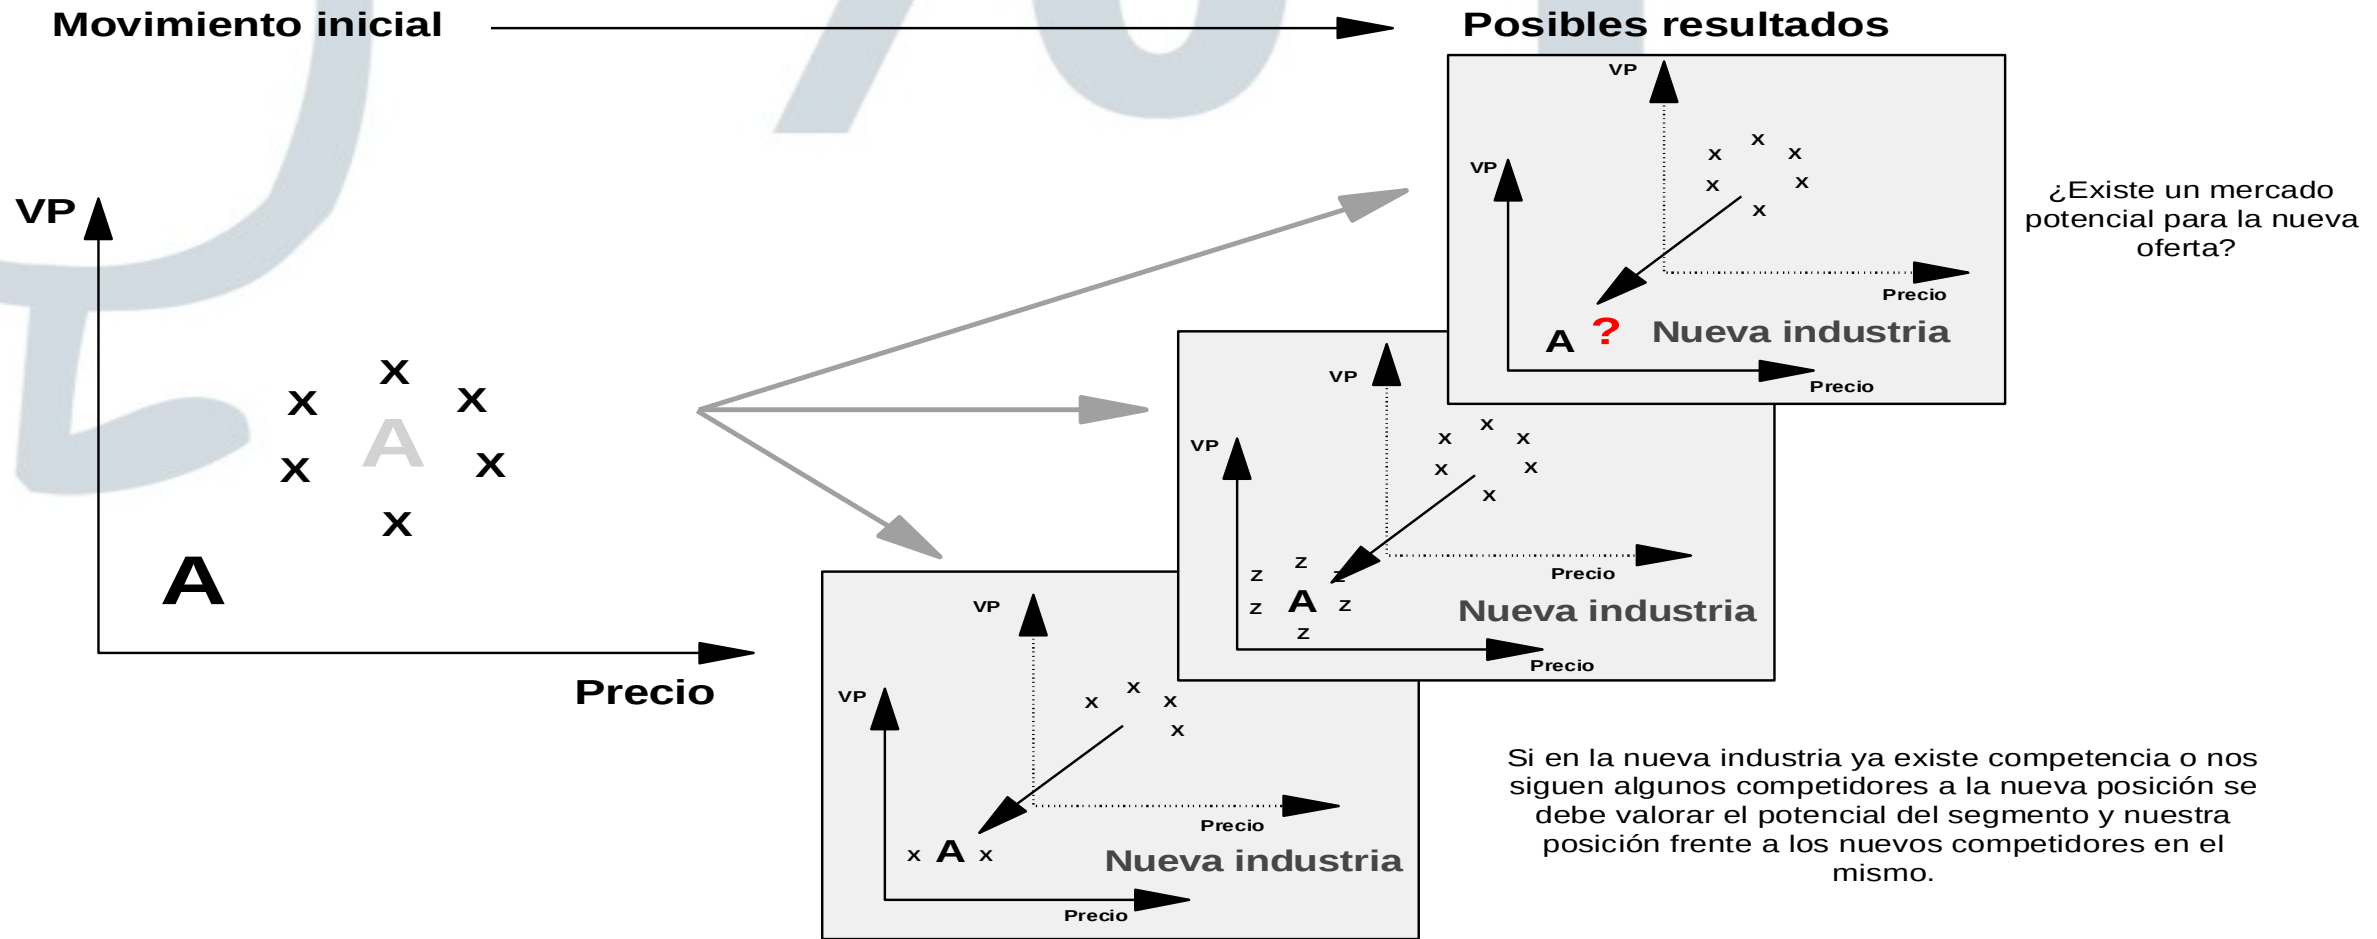 Movimiento inicial
Posibles resultados
VP
x
x
x
A
x
x
x
A
Precio
VP
VP
x
x
x
x
x
x
Precio
A ? Nueva industria
Precio
¿Existe un mercado
potencial para la nueva
oferta?
VP
VP
x
x
x
x
x
x
z
z
z
Precio
z A z
Nueva industria
z
Precio
VP
VP
x
x
x
x
Precio
x A x
Nueva industria
Precio
Si en la nueva industria ya existe competencia o nos
siguen algunos competidores a la nueva posición se
debe valorar el potencial del segmento y nuestra
posición frente a los nuevos competidores en el
mismo.